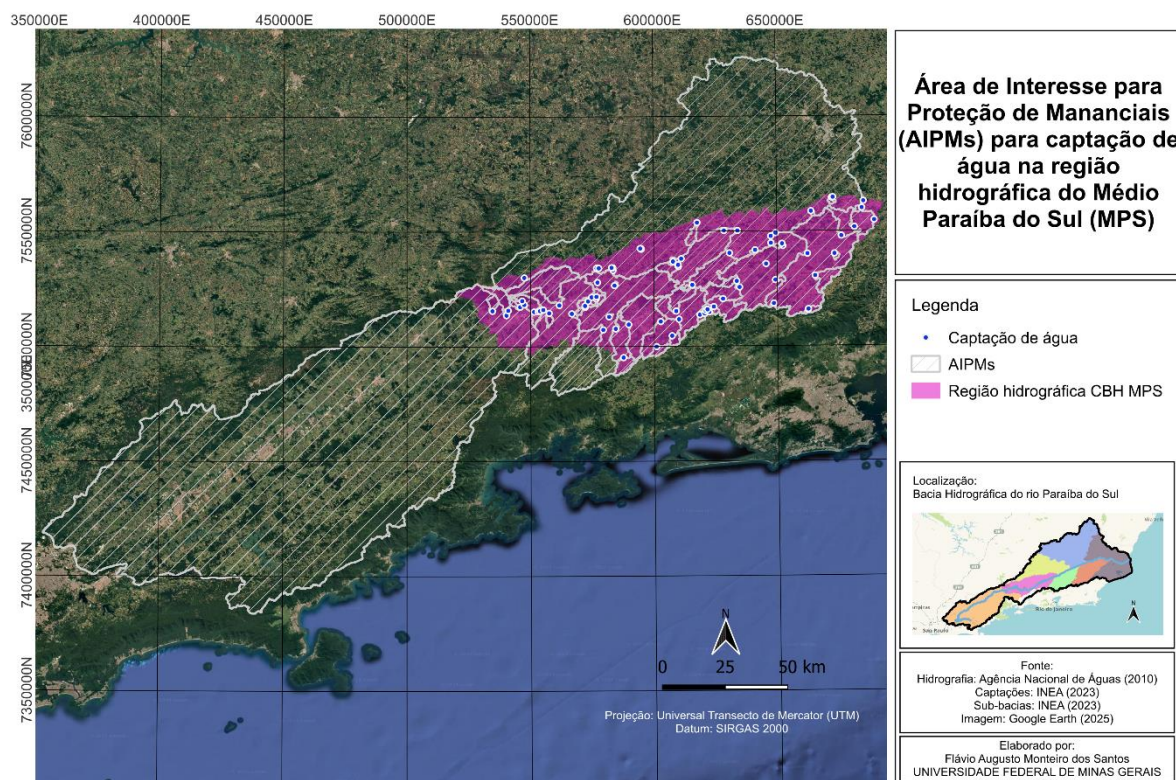 350000E 400000E 450000E 500000E 550000E 600000E 650000E
7600000N
7550000N
7450000N
7400000N
7350000N
N
0 25 50 km
Projeção: Universal Transecto de Mercator (UTM)
Datum: SIRGAS 2000
Área de Interesse para
Proteção de Mananciais
(AIPMs) para captação de
água na região
hidrográfica do Médio
Paraíba do Sul (MPS)
Legenda
Captação de água
AIPMs
Região hidrográfica CBH MPS
Localização:
Bacia Hidrográfica do rio Paraíba do Sul
Rio de Janeiro
São Paulo
N
Fonte:
Hidrografia: Agência Nacional de Águas (2010)
Captações: INEA (2023)
Sub-bacias: INEA (2023)
Imagem: Google Earth (2025)
Elaborado por:
Flávio Augusto Monteiro dos Santos
UNIVERSIDADE FEDERAL DE MINAS GERAIS